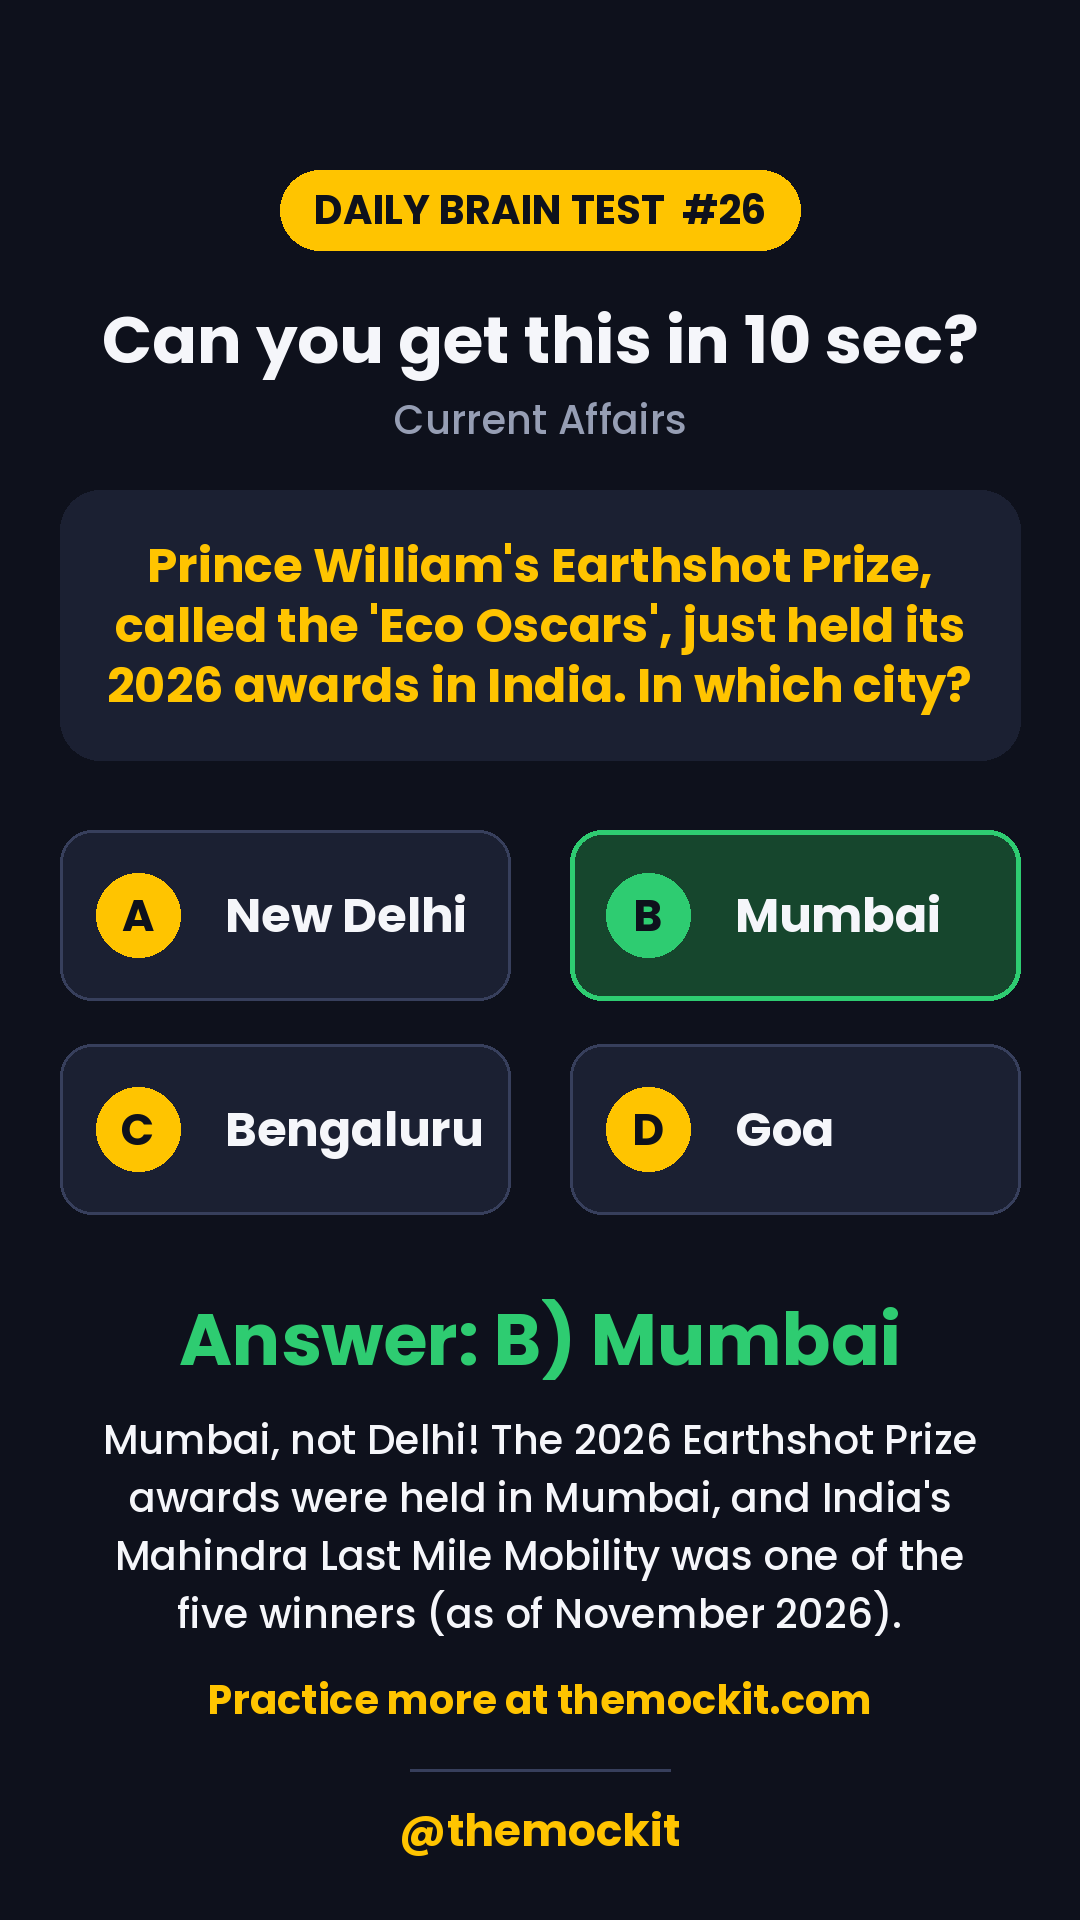 DAILY BRAIN TEST #26
Can you get this in 10 sec?
Current Affairs
Prince William's Earthshot Prize,
called the 'Eco Oscars', just held its
2026 awards in India. In which city?
A New Delhi
B Mumbai
C Bengaluru
D Goa
Answer: B) Mumbai
Mumbai, not Delhi! The 2026 Earthshot Prize
awards were held in Mumbai, and India's
Mahindra Last Mile Mobility was one of the
five winners (as of November 2026).
Practice more at themockit.com
@themockit